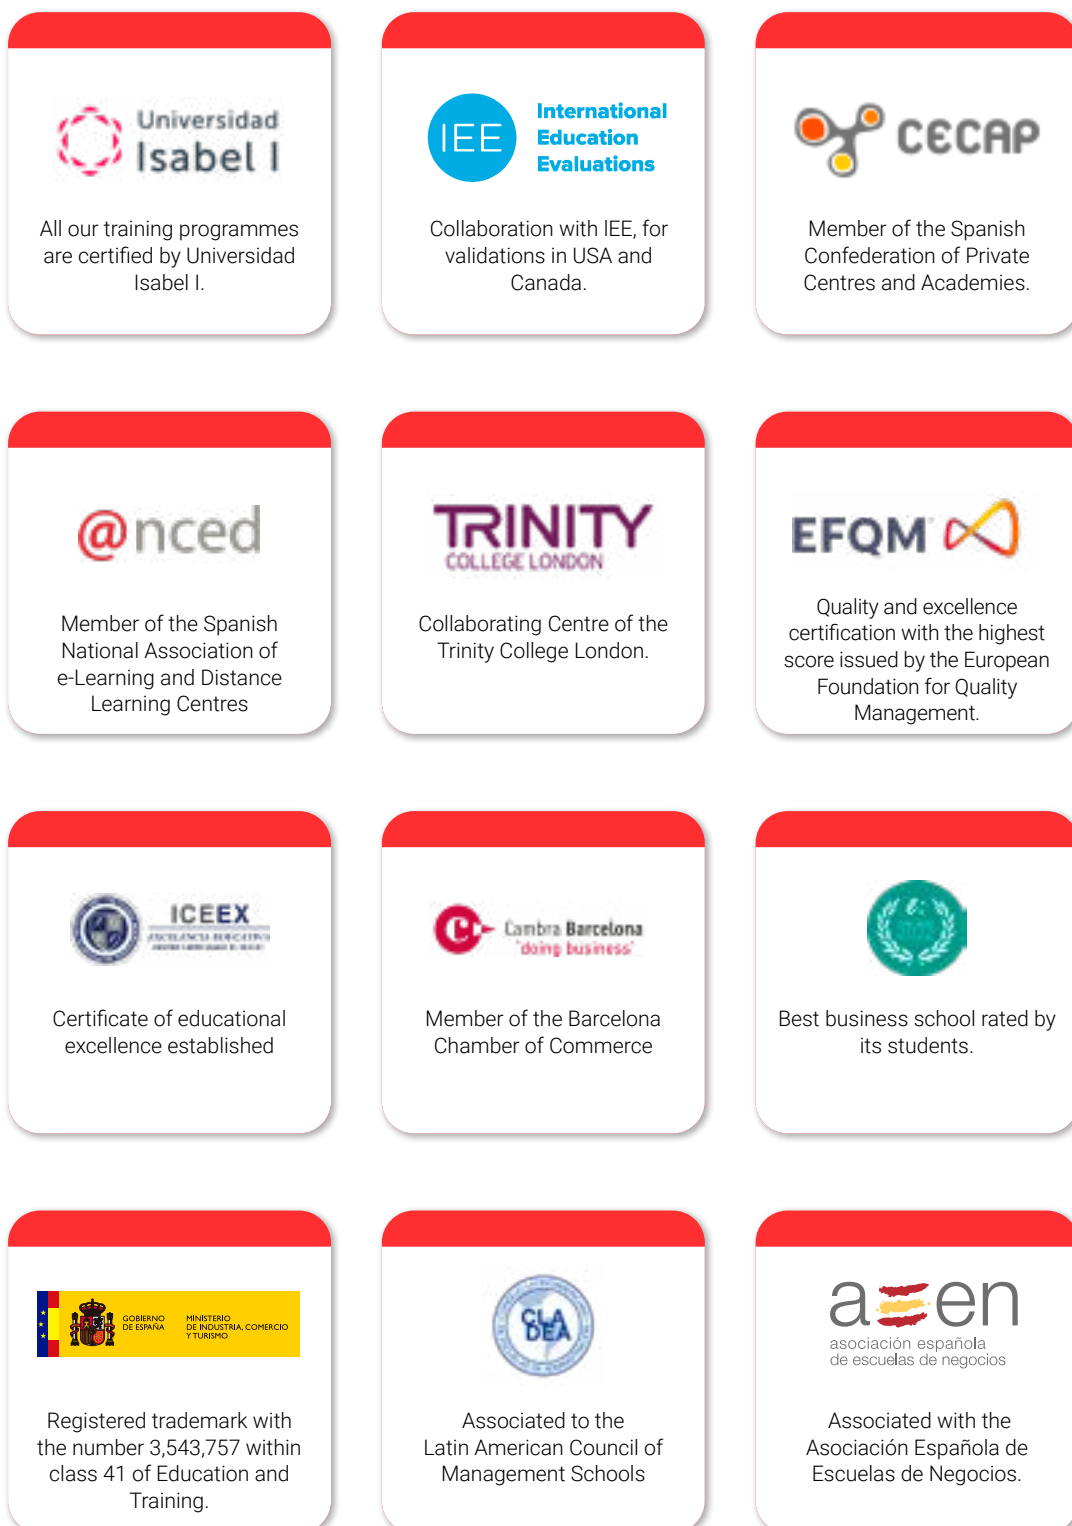 Universidad
Isabel I
All our training programmes
are certified by Universidad
Isabel I.
IEE
International
Education
Evaluations
Collaboration with IEE, for
validations in USA and
Canada.
CECAP
Member of the Spanish
Confederation of Private
Centres and Academies.
@nced
Member of the Spanish
National Association of
e-Learning and Distance
Learning Centres
TRINITY
COLLEGE LONDON
Collaborating Centre of the
Trinity College London.
EFQM
Quality and excellence
certification with the highest
score issued by the European
Foundation for Quality
Management.
ICEEX
EXCELENCIA EDUCATIVA
Certificate of educational
excellence established
Cambra Barcelona
'doing business'
Member of the Barcelona
Chamber of Commerce
Best business school rated by
its students.
GOBIERNO
DE ESPAÑA
MINISTERIO
DE INDUSTRIA, COMERCIO
Y TURISMO
Registered trademark with
the number 3,543,757 within
class 41 of Education and
Training.
CLA
DEA
Associated to the
Latin American Council of
Management Schools
aeen
asociación española
de escuelas de negocios
Associated with the
Asociación Española de
Escuelas de Negocios.